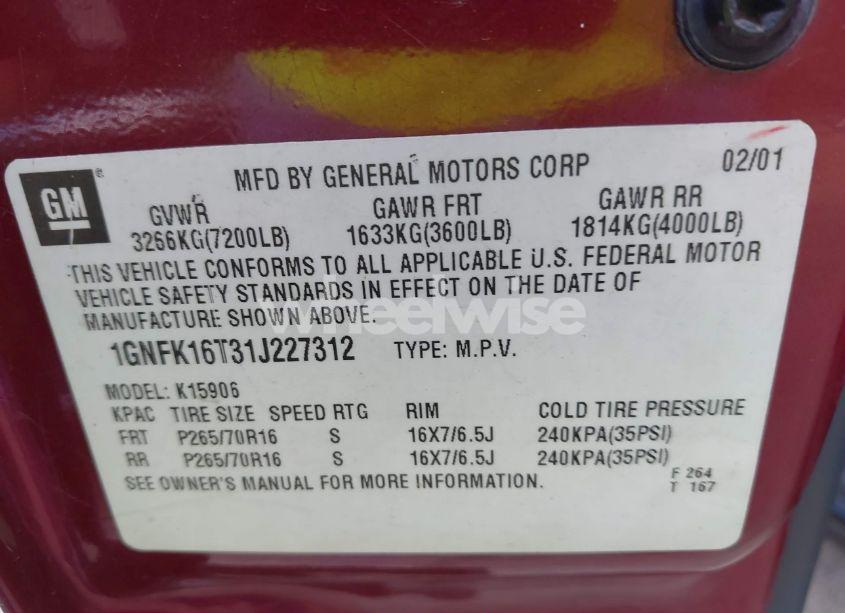 GM
®
MFD BY GENERAL MOTORS CORP 02/01
GVWR GAWR FRT GAWR RR
3266KG(7200LB) 1633KG(3600LB) 1814KG(4000LB)
THIS VEHICLE CONFORMS TO ALL APPLICABLE U.S. FEDERAL MOTOR
VEHICLE SAFETY STANDARDS IN EFFECT ON THE DATE OF
MANUFACTURE SHOWN ABOVE.
wheelwise
1GNFK16T31J227312 TYPE: M.P.V.
MODEL: K15906
KPAC TIRE SIZE SPEED RTG RIM COLD TIRE PRESSURE
FRT P265/70R16 S 16X7/6.5J 240KPA(35PSI)
RR P265/70R16 S 16X7/6.5J 240KPA(35PSI)
SEE OWNER'S MANUAL FOR MORE INFORMATION.
F 264
T 167